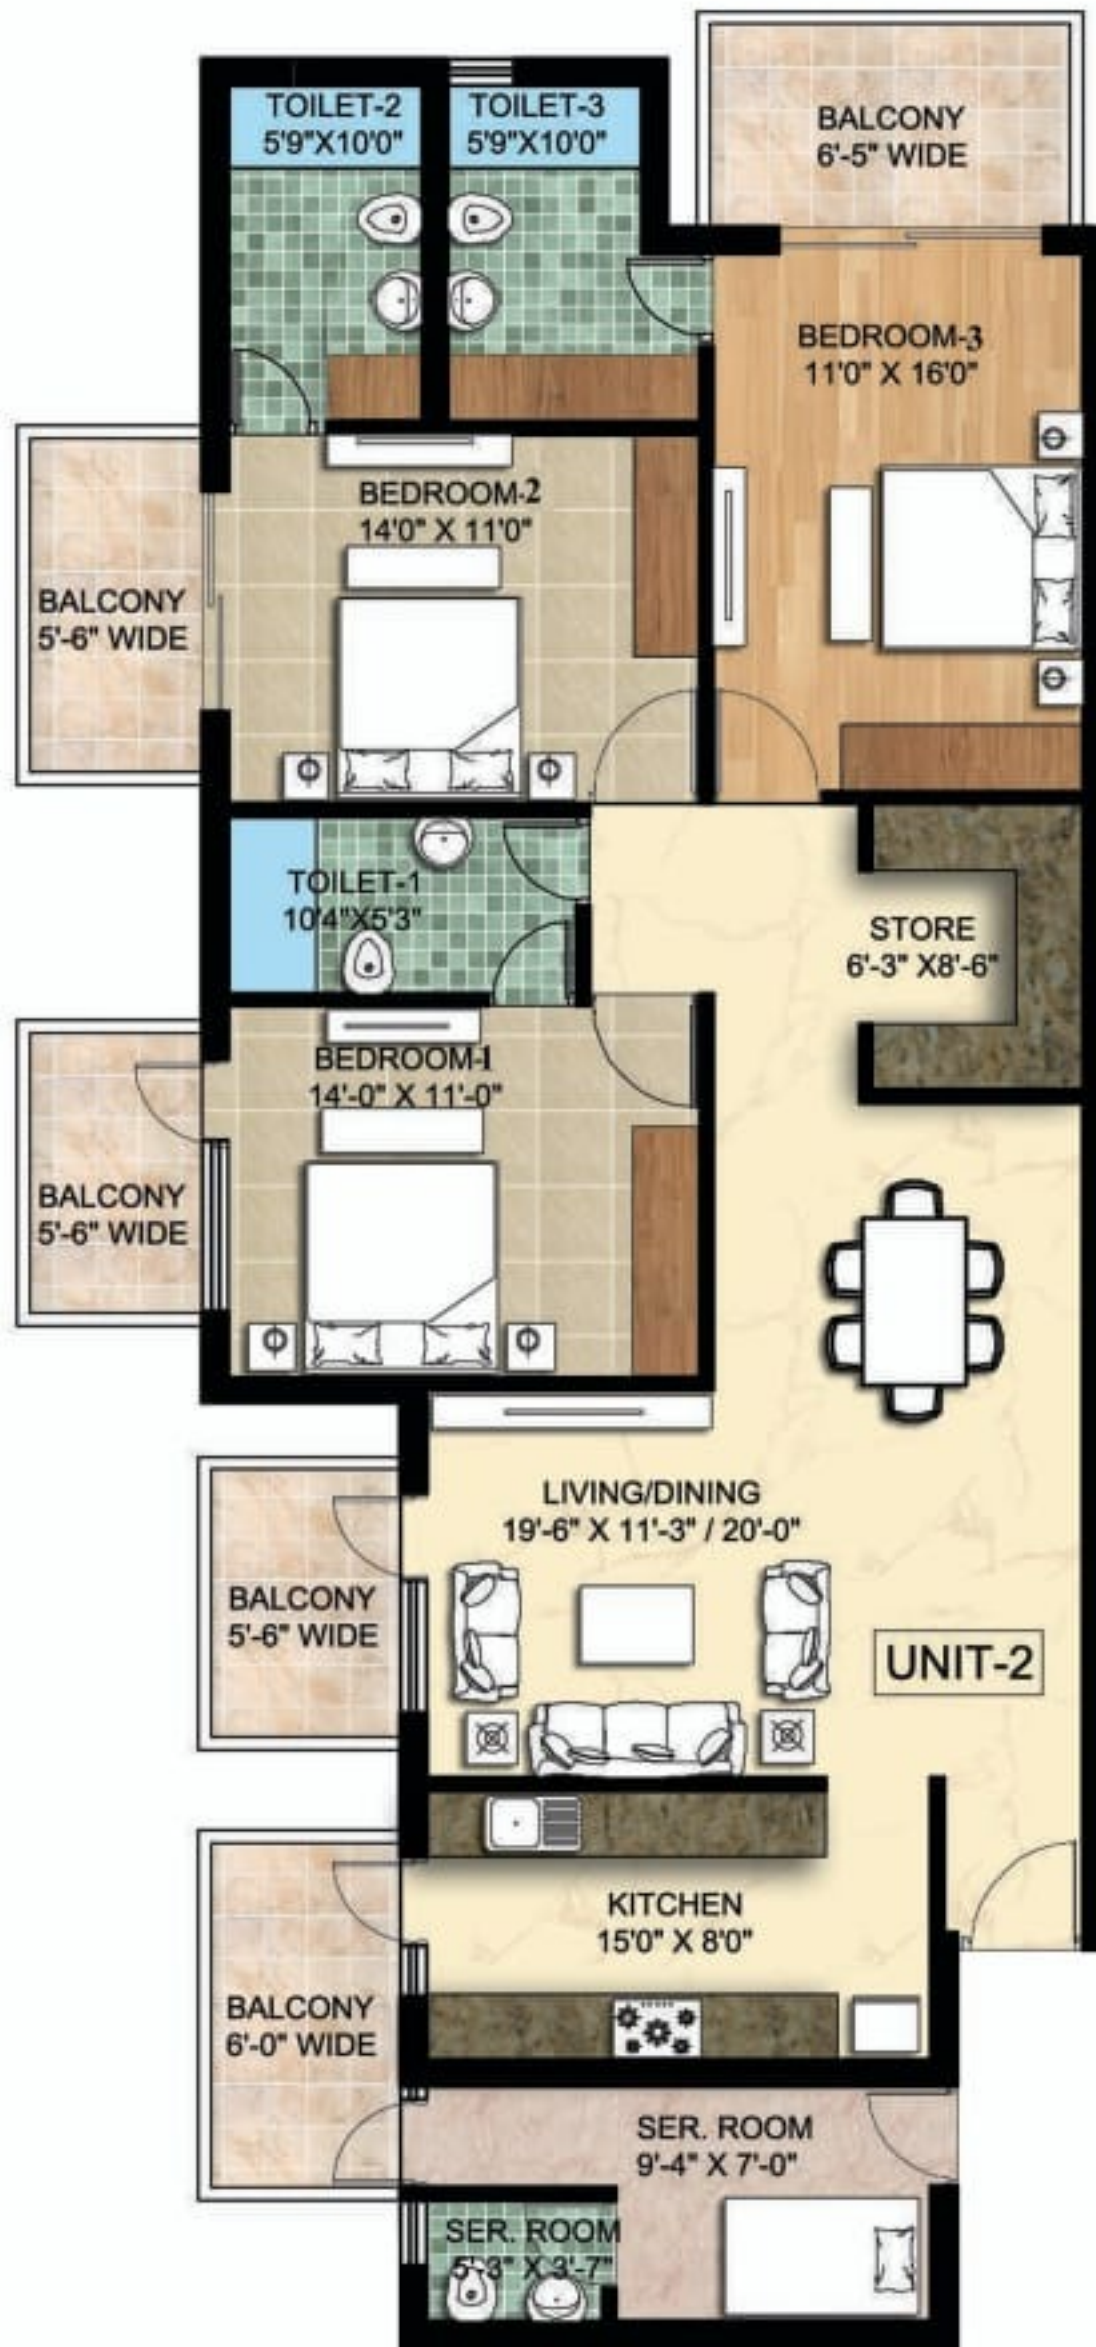 TOILET-2
5'9"X10'0"
TOILET-3
5'9"X10'0"
BALCONY
6'-5" WIDE
BEDROOM-3
11'0" X 16'0"
BEDROOM-2
14'0" X 11'0"
BALCONY
5'-6" WIDE
TOILET-1
10'4"X5'3"
STORE
6'-3" X8'-6"
BEDROOM-1
14'-0" X 11'-0"
BALCONY
5'-6" WIDE
LIVING/DINING
19'-6" X 11'-3" / 20'-0"
BALCONY
5'-6" WIDE
UNIT-2
KITCHEN
15'0" X 8'0"
BALCONY
6'-0" WIDE
SER. ROOM
9'-4" X 7'-0"
SER. ROOM
5'-3" X 3'-7"